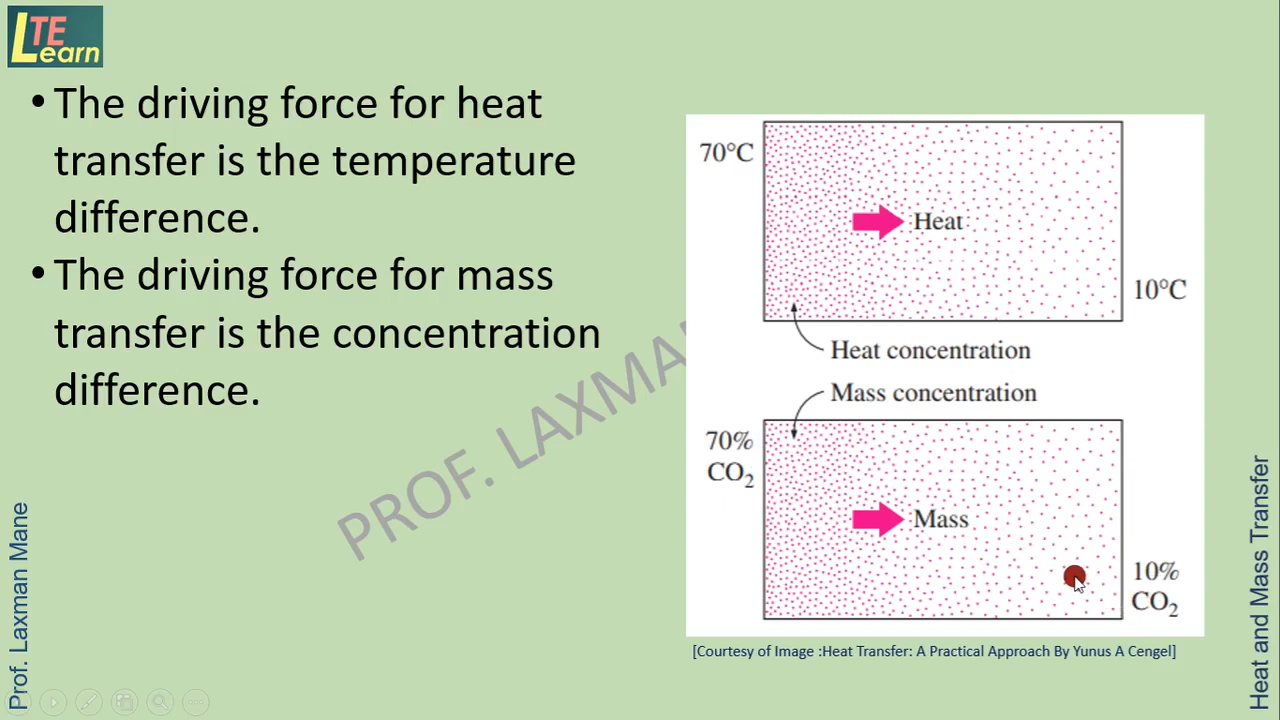 LTE
Learn
• The driving force for heat
transfer is the temperature
difference.
• The driving force for mass
transfer is the concentration
difference.
70°C
Heat
10°C
Heat concentration
Mass concentration
70%
CO₂
Mass
10%
CO₂
[Courtesy of Image :Heat Transfer: A Practical Approach By Yunus A Cengel]
PROF. LAXMA
Prof. Laxman Mane
Heat and Mass Transfer